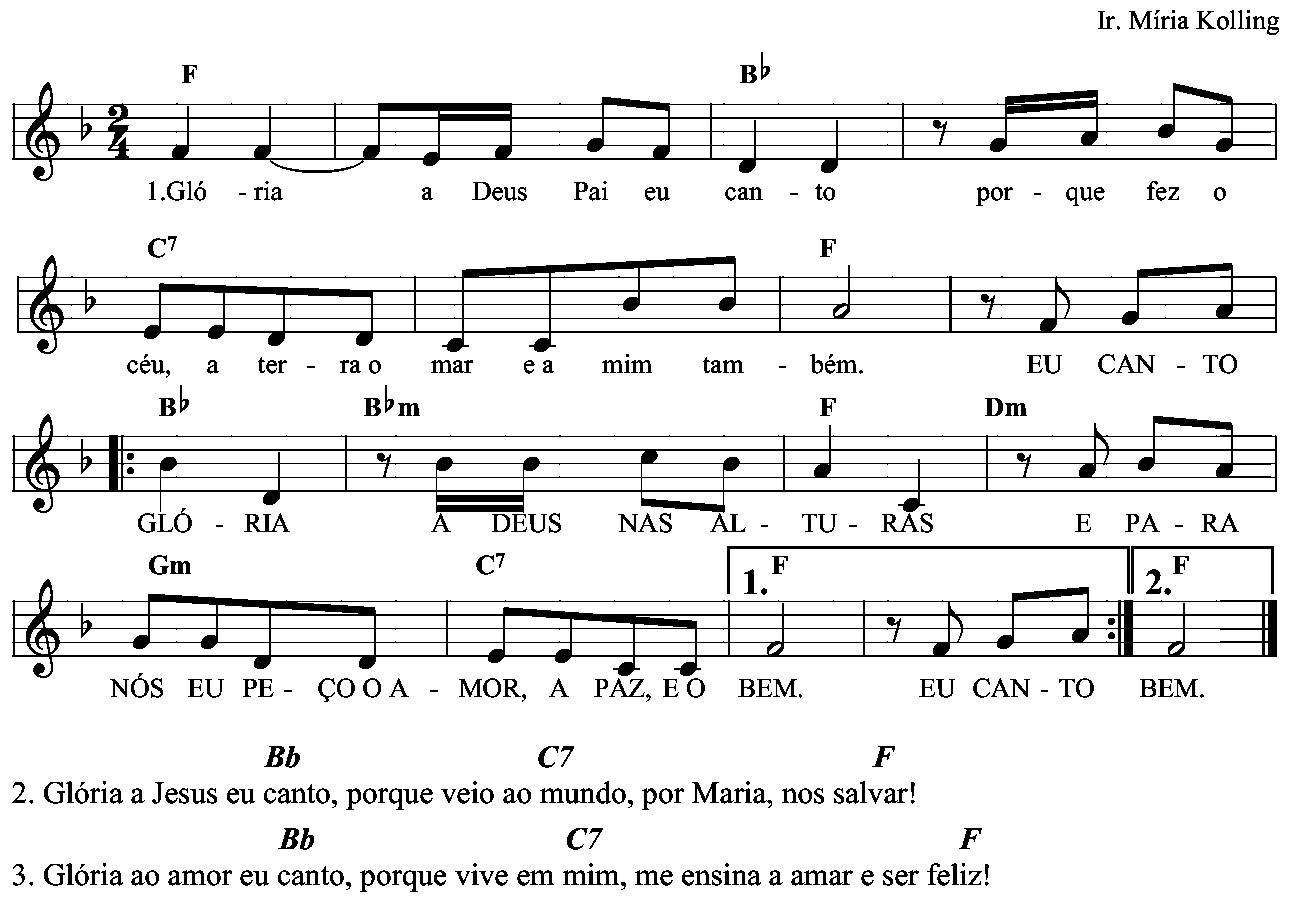 Ir. Míria Kolling
F B♭
2
4
1.Gló - ria a Deus Pai eu can - to por - que fez o
C7 F
céu, a ter - ra o mar e a mim tam - bém. EU CAN - TO
B♭ B♭m F Dm
GLÓ - RIA A DEUS NAS AL - TU - RAS E PA - RA
Gm C7 1. F 2. F
NÓS EU PE - ÇO O A - MOR, A PAZ, E O BEM. EU CAN - TO BEM.
Bb C7 F
2. Glória a Jesus eu canto, porque veio ao mundo, por Maria, nos salvar!
Bb C7 F
3. Glória ao amor eu canto, porque vive em mim, me ensina a amar e ser feliz!